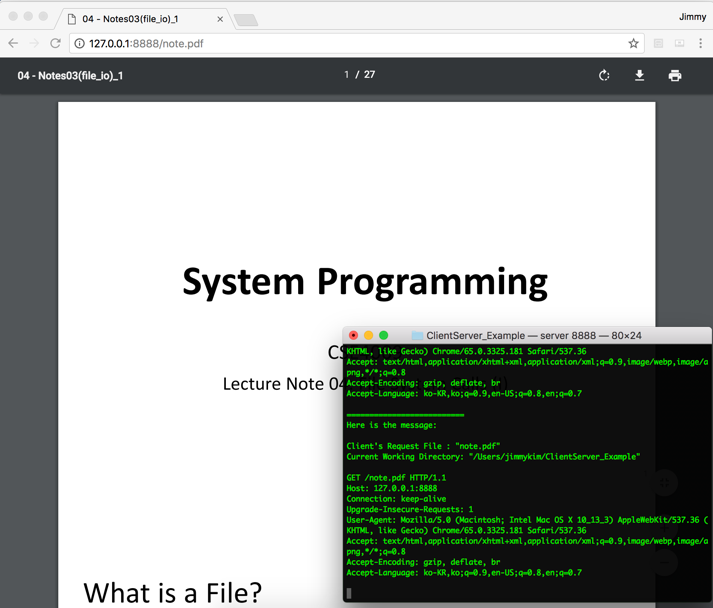 04 - Notes03(file_io)_1
Jimmy
127.0.0.1:8888/note.pdf
04 - Notes03(file_io)_1
1 / 27
System Programming
CS
Lecture Note 04
What is a File?
ClientServer_Example — server 8888 — 80×24
KHTML, like Gecko) Chrome/65.0.3325.181 Safari/537.36
Accept: text/html,application/xhtml+xml,application/xml;q=0.9,image/webp,image/a
png,*/*;q=0.8
Accept-Encoding: gzip, deflate, br
Accept-Language: ko-KR,ko;q=0.9,en-US;q=0.8,en;q=0.7
==========================
Here is the message:
Client's Request File : "note.pdf"
Current Working Directory: "/Users/jimmykim/ClientServer_Example"
GET /note.pdf HTTP/1.1
Host: 127.0.0.1:8888
Connection: keep-alive
Upgrade-Insecure-Requests: 1
User-Agent: Mozilla/5.0 (Macintosh; Intel Mac OS X 10_13_3) AppleWebKit/537.36 (
KHTML, like Gecko) Chrome/65.0.3325.181 Safari/537.36
Accept: text/html,application/xhtml+xml,application/xml;q=0.9,image/webp,image/a
png,*/*;q=0.8
Accept-Encoding: gzip, deflate, br
Accept-Language: ko-KR,ko;q=0.9,en-US;q=0.8,en;q=0.7